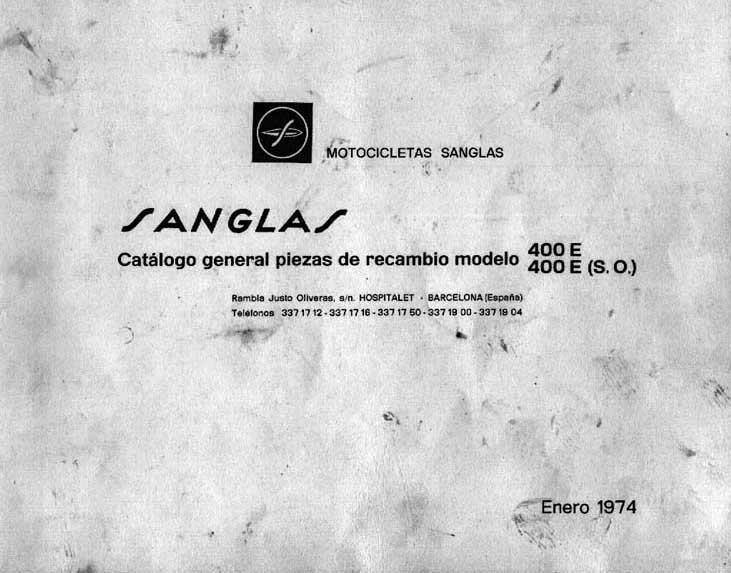 MOTOCICLETAS SANGLAS
SANGLAS
Catálogo general piezas de recambio modelo 400 E
400 E (S. O.)
Rambla Justo Oliveras, s/n. HOSPITALET - BARCELONA (España)
Teléfonos 337 17 12 - 337 17 16 - 337 17 50 - 337 19 00 - 337 19 04
Enero 1974